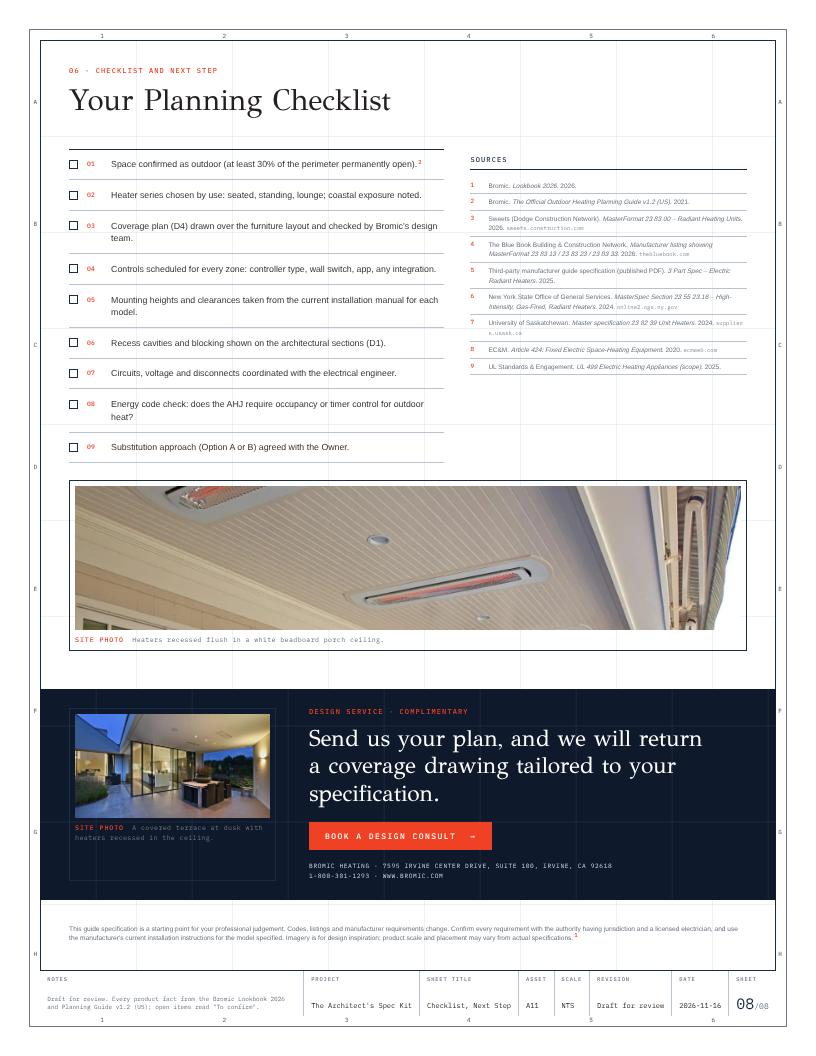 1 2 3 4 5 6
06 · CHECKLIST AND NEXT STEP
Your Planning Checklist
01 Space confirmed as outdoor (at least 30% of the perimeter permanently open).2
02 Heater series chosen by use: seated, standing, lounge; coastal exposure noted.
03 Coverage plan (D4) drawn over the furniture layout and checked by Bromic's design
team.
04 Controls scheduled for every zone: controller type, wall switch, app, any integration.
05 Mounting heights and clearances taken from the current installation manual for each
model.
06 Recess cavities and blocking shown on the architectural sections (D1).
07 Circuits, voltage and disconnects coordinated with the electrical engineer.
08 Energy code check: does the AHJ require occupancy or timer control for outdoor
heat?
09 Substitution approach (Option A or B) agreed with the Owner.
SOURCES
1 Bromic. Lookbook 2026. 2026.
2 Bromic. The Official Outdoor Heating Planning Guide v1.2 (US). 2021.
3 Sweets (Dodge Construction Network). MasterFormat 23 83 00 – Radiant Heating Units.
2026. sweets.construction.com
4 The Blue Book Building & Construction Network. Manufacturer listing showing
MasterFormat 23 83 13 / 23 83 23 / 23 83 33. 2026. thebluebook.com
5 Third-party manufacturer guide specification (published PDF). 3 Part Spec – Electric
Radiant Heaters. 2025.
6 New York State Office of General Services. MasterSpec Section 23 55 23.16 – High-
Intensity, Gas-Fired, Radiant Heaters. 2024. online2.ogs.ny.gov
7 University of Saskatchewan. Master specification 23 82 39 Unit Heaters. 2024. supplier
s.usask.ca
8 EC&M. Article 424: Fixed Electric Space-Heating Equipment. 2020. ecmweb.com
9 UL Standards & Engagement. UL 499 Electric Heating Appliances (scope). 2025.
A
B
C
D
E
F
G
H
A
B
C
D
E
F
G
H
SITE PHOTO Heaters recessed flush in a white beadboard porch ceiling.
SITE PHOTO A covered terrace at dusk with
heaters recessed in the ceiling.
DESIGN SERVICE · COMPLIMENTARY
Send us your plan, and we will return
a coverage drawing tailored to your
specification.
BOOK A DESIGN CONSULT →
BROMIC HEATING · 7595 IRVINE CENTER DRIVE, SUITE 100, IRVINE, CA 92618
1-800-301-1293 · WWW.BROMIC.COM
This guide specification is a starting point for your professional judgement. Codes, listings and manufacturer requirements change. Confirm every requirement with the authority having jurisdiction and a licensed electrician, and use
the manufacturer's current installation instructions for the model specified. Imagery is for design inspiration; product scale and placement may vary from actual specifications.1
NOTES
Draft for review. Every product fact from the Bromic Lookbook 2026
and Planning Guide v1.2 (US); open items read "To confirm".
PROJECT
The Architect's Spec Kit
SHEET TITLE
Checklist, Next Step
ASSET
A11
SCALE
NTS
REVISION
Draft for review
DATE
2026-11-16
SHEET
08/08
1 2 3 4 5 6